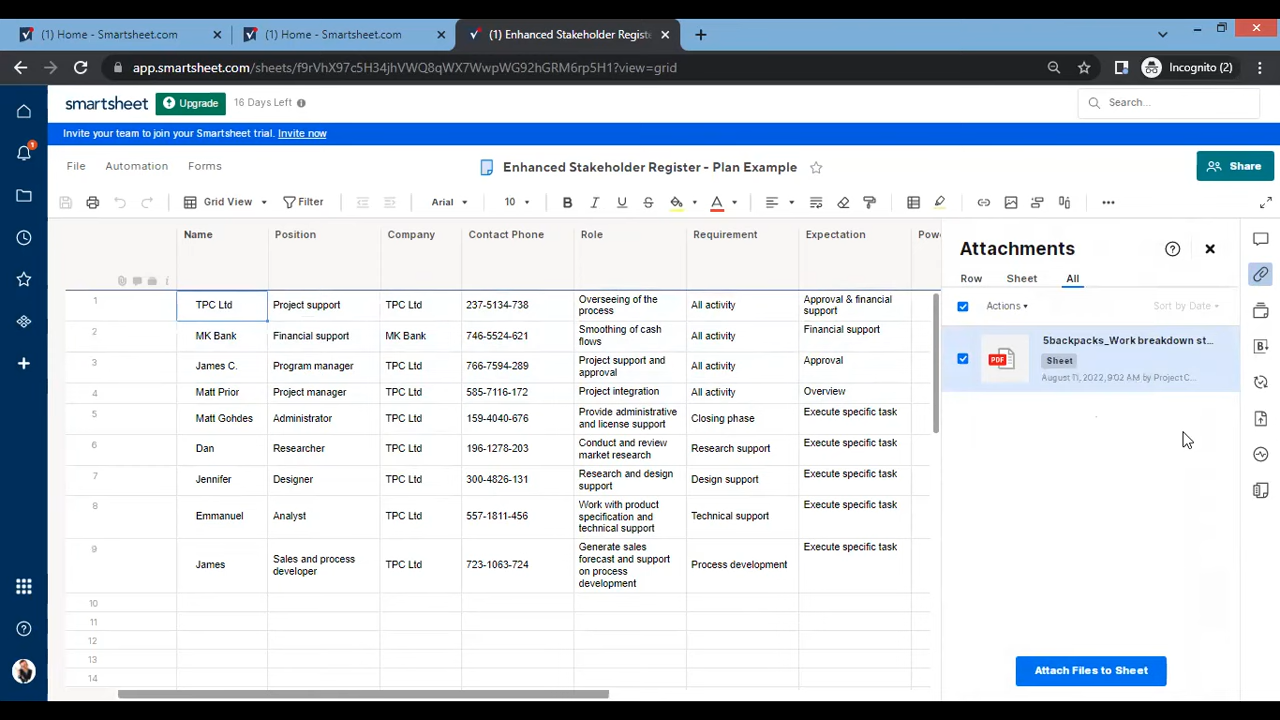 (1) Home - Smartsheet.com
(1) Home - Smartsheet.com
(1) Enhanced Stakeholder Regist
app.smartsheet.com/sheets/f9rVhX97c5H34jhVWQ8qWX7WwpWG92hGRM6rp5H1?view=grid
Incognito (2)
smartsheet
Upgrade
16 Days Left
Search...
Invite your team to join your Smartsheet trial. Invite now
1
File
Automation
Forms
Enhanced Stakeholder Register - Plan Example
Share
Grid View
Filter
Arial
10
B
I
U
S
A
Name Position Company Contact Phone Role Requirement Expectation Powe
1 TPC Ltd Project support TPC Ltd 237-5134-738 Overseeing of the process All activity Approval & financial support
2 MK Bank Financial support MK Bank 746-5524-621 Smoothing of cash flows All activity Financial support
3 James C. Program manager TPC Ltd 766-7594-289 Project support and approval All activity Approval
4 Matt Prior Project manager TPC Ltd 585-7116-172 Project integration All activity Overview
5 Matt Gohdes Administrator TPC Ltd 159-4040-676 Provide administrative and license support Closing phase Execute specific task
6 Dan Researcher TPC Ltd 196-1278-203 Conduct and review market research Research support Execute specific task
7 Jennifer Designer TPC Ltd 300-4826-131 Research and design support Design support Execute specific task
8 Emmanuel Analyst TPC Ltd 557-1811-456 Work with product specification and technical support Technical support Execute specific task
9 James Sales and process developer TPC Ltd 723-1063-724 Generate sales forecast and support on process development Process development Execute specific task
10
11
12
13
14
Attachments
Row Sheet All
Actions
Sort by Date
PDF
5backpacks_Work breakdown st...
Sheet
August 11, 2022, 9:02 AM by Project C...
Attach Files to Sheet